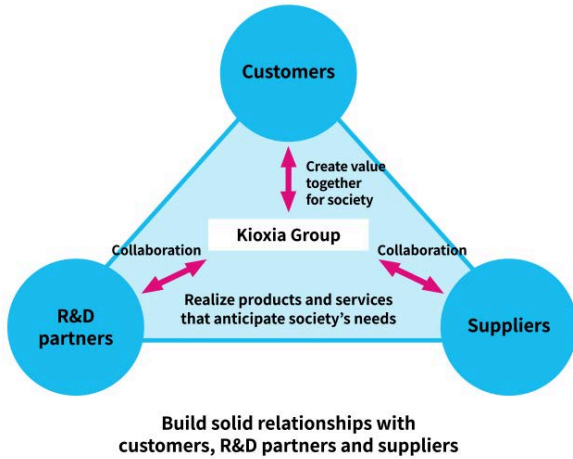 Customers
Create value
together
for society
Kioxia Group
Collaboration
Collaboration
R&D
partners
Realize products and services
that anticipate society’s needs
Suppliers
Build solid relationships with
customers, R&D partners and suppliers